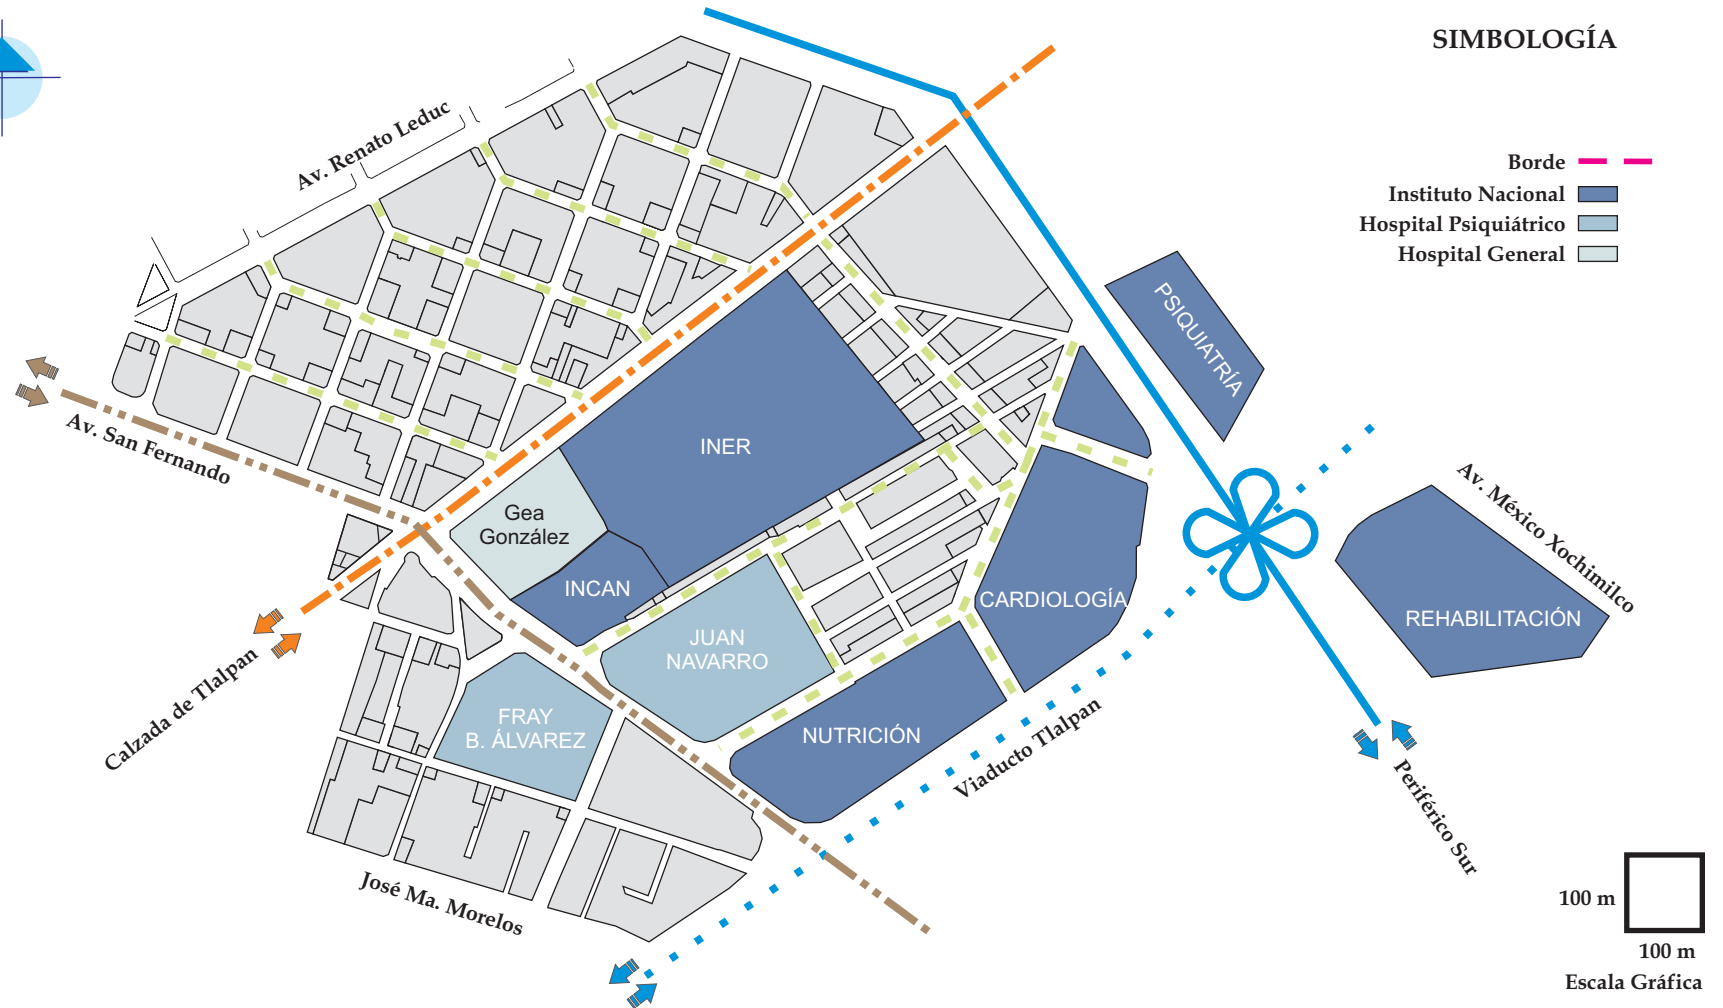 SIMBOLOGÍA
Borde
Instituto Nacional
Hospital Psiquiátrico
Hospital General
Av. Renato Leduc
PSIQUIATRÍA
Av. San Fernando
INER
Gea
González
INCAN
CARDIOLOGÍA
Av. México Xochimilco
REHABILITACIÓN
JUAN
NAVARRO
Calzada de Tlalpan
FRAY
B. ÁLVAREZ
NUTRICIÓN
Viaducto Tlalpan
Periférico Sur
José Ma. Morelos
100 m
100 m
Escala Gráfica